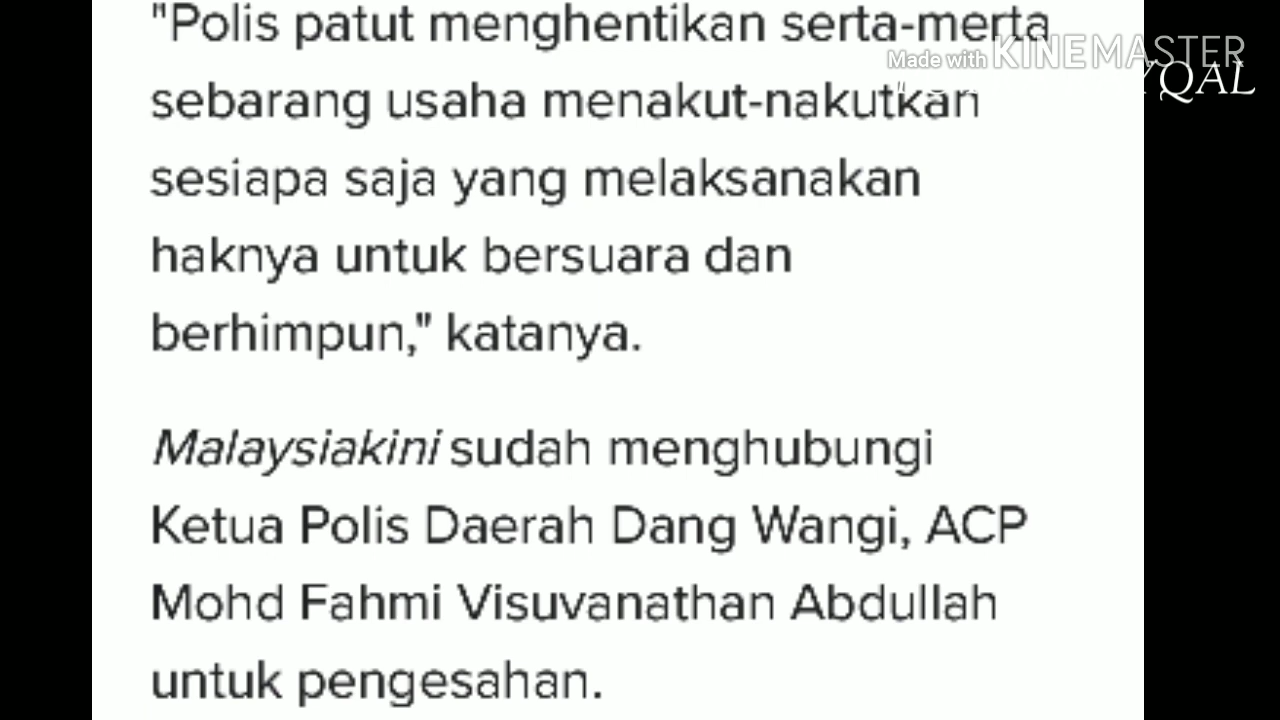 "Polis patut menghentikan serta-merta
Made with KINEMASTER
sebarang usaha menakut-nakutkan
sesiapa saja yang melaksanakan
haknya untuk bersuara dan
berhimpun," katanya.
Malaysiakini sudah menghubungi
Ketua Polis Daerah Dang Wangi, ACP
Mohd Fahmi Visuvanathan Abdullah
untuk pengesahan.